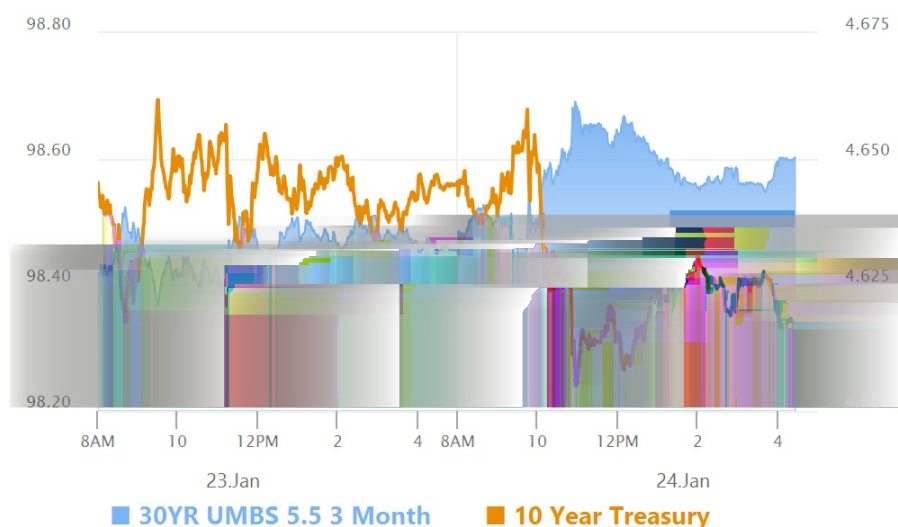 98.80 4.675
98.60 4.650
98.40 4.625
98.20
8AM 10 12PM 2 4 8AM 10 12PM 2 4
23.Jan 24.Jan
30YR UMBS 5.5 3 Month 10 Year Treasury